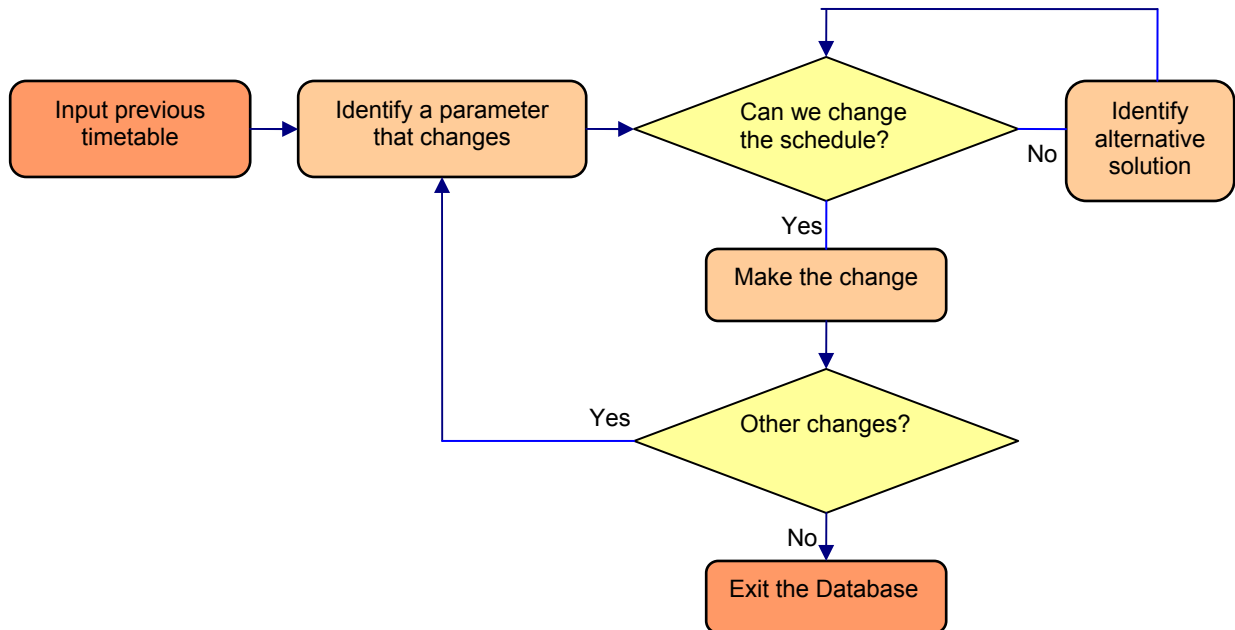 Input previous
timetable
Identify a parameter
that changes
Can we change
the schedule?
No
Identify
alternative
solution
Yes
Make the change
Yes
Other changes?
No
Exit the Database